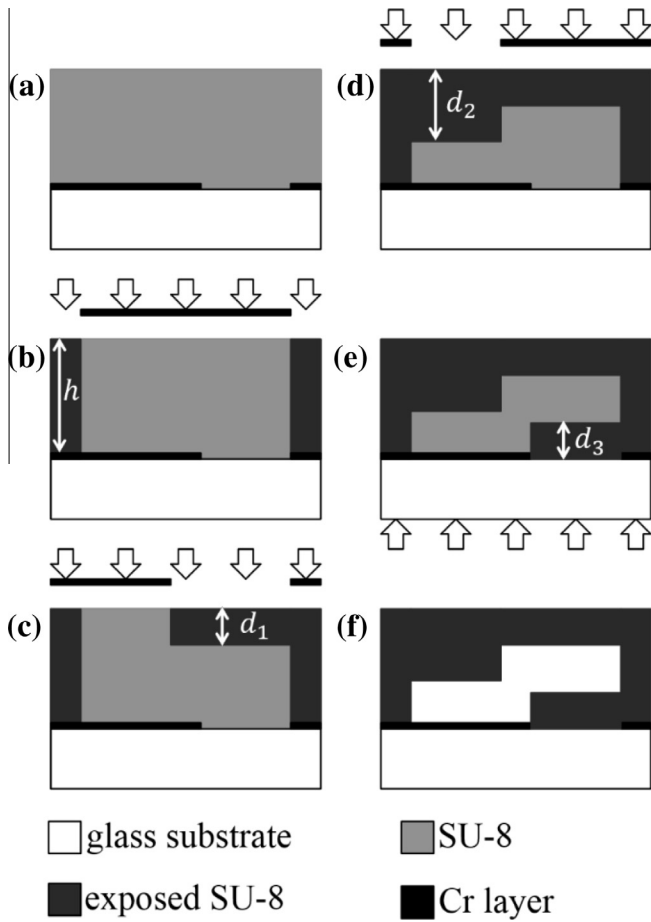 (a)
(d)
d₂
(b)
h
(e)
d₃
(c)
d₁
(f)
glass substrate
SU-8
exposed SU-8
Cr layer